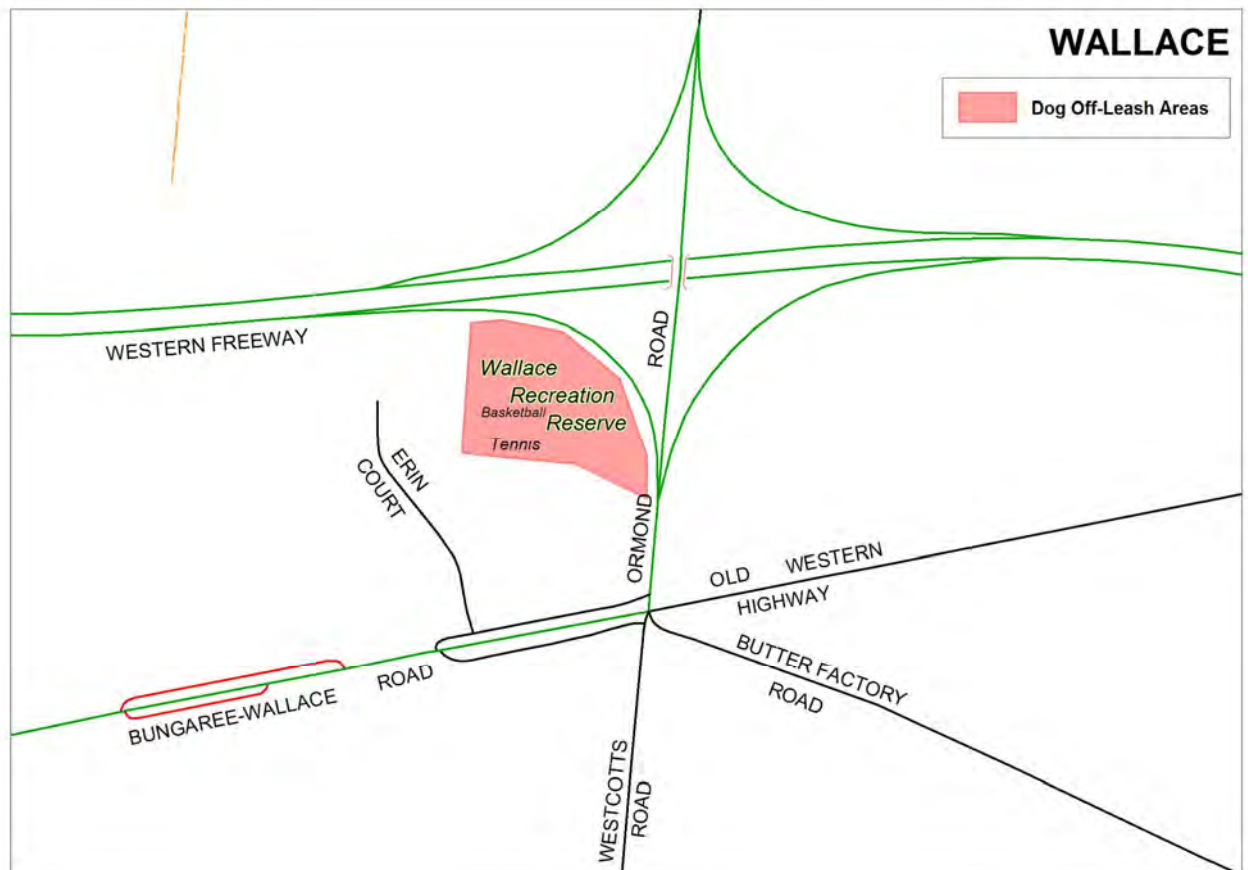 WALLACE
Dog Off-Leash Areas
WESTERN FREEWAY
ROAD
Wallace
Recreation
Basketball
Reserve
Tennis
ERIN
COURT
ORMOND
OLD WESTERN
HIGHWAY
BUTTER FACTORY
ROAD
ROAD
BUNGAREE-WALLACE
WESTCOTTS
ROAD